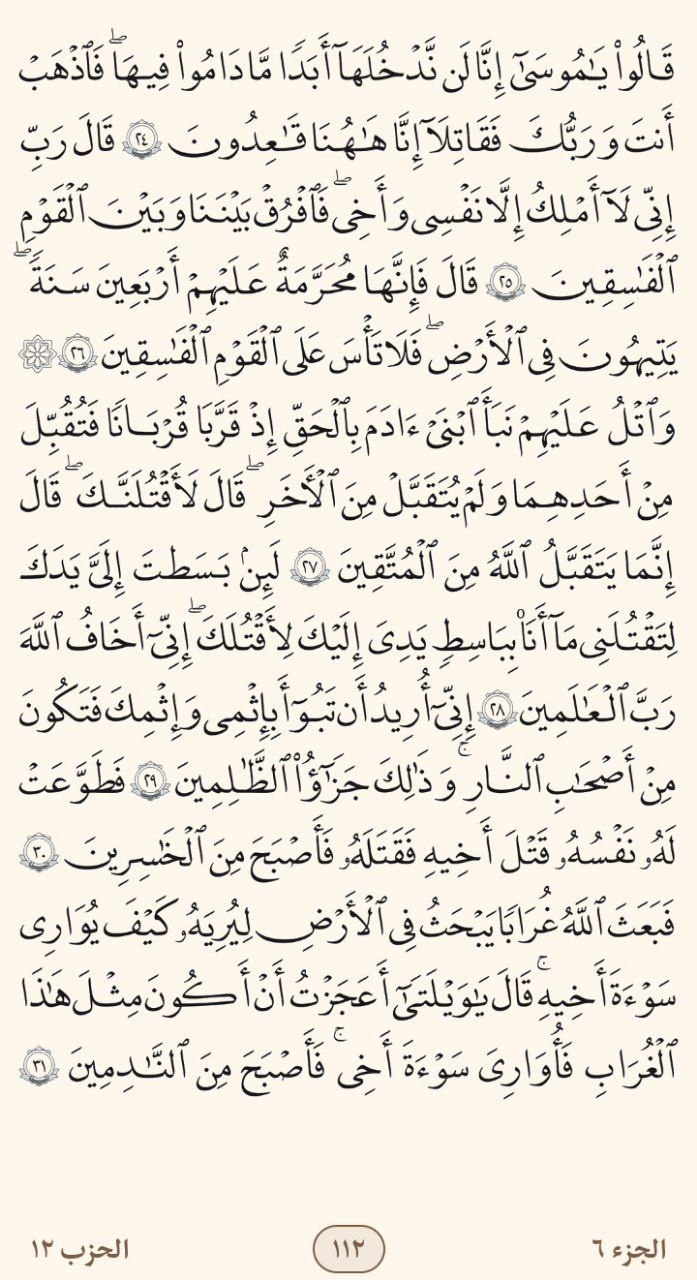 قَالُوا۟ يَـٰمُوسَىٰٓ إِنَّا لَن نَّدْخُلَهَآ أَبَدًۭا مَّا دَامُوا۟ فِيهَا ۖ فَٱذْهَبْ
أَنتَ وَرَبُّكَ فَقَـٰتِلَآ إِنَّا هَـٰهُنَا قَـٰعِدُونَ ٢٤ قَالَ رَبِّ
إِنِّى لَآ أَمْلِكُ إِلَّا نَفْسِى وَأَخِى ۖ فَٱفْرُقْ بَيْنَنَا وَبَيْنَ ٱلْقَوْمِ
ٱلْفَـٰسِقِينَ ٢٥ قَالَ فَإِنَّهَا مُحَرَّمَةٌ عَلَيْهِمْ أَرْبَعِينَ سَنَةًۭ ۖ
يَتِيهُونَ فِى ٱلْأَرْضِ ۖ فَلَا تَأْسَ عَلَى ٱلْقَوْمِ ٱلْفَـٰسِقِينَ ٢٦ ۞
وَٱتْلُ عَلَيْهِمْ نَبَأَ ٱبْنَىْ ءَادَمَ بِٱلْحَقِّ إِذْ قَرَّبَا قُرْبَانًۭا فَتُقُبِّلَ
مِنْ أَحَدِهِمَا وَلَمْ يُتَقَبَّلْ مِنَ ٱلْـَٔاخَرِ ۖ قَالَ لَأَقْتُلَنَّكَ ۖ قَالَ
إِنَّمَا يَتَقَبَّلُ ٱللَّهُ مِنَ ٱلْمُتَّقِينَ ٢٧ لَئِنۢ بَسَطتَ إِلَىَّ يَدَكَ
لِتَقْتُلَنِى مَآ أَنَا۠ بِبَاسِطٍۢ يَدِىَ إِلَيْكَ لِأَقْتُلَكَ ۖ إِنِّىٓ أَخَافُ ٱللَّهَ
رَبَّ ٱلْعَـٰلَمِينَ ٢٨ إِنِّىٓ أُرِيدُ أَن تَبُوٓأَ بِإِثْمِى وَإِثْمِكَ فَتَكُونَ
مِنْ أَصْحَـٰبِ ٱلنَّارِ ۚ وَذَٰلِكَ جَزَٰٓؤُا۟ ٱلظَّـٰلِمِينَ ٢٩ فَطَوَّعَتْ
لَهُۥ نَفْسُهُۥ قَتْلَ أَخِيهِ فَقَتَلَهُۥ فَأَصْبَحَ مِنَ ٱلْخَـٰسِرِينَ ٣٠
فَبَعَثَ ٱللَّهُ غُرَابًۭا يَبْحَثُ فِى ٱلْأَرْضِ لِيُرِيَهُۥ كَيْفَ يُوَٰرِى
سَوْءَةَ أَخِيهِ ۚ قَالَ يَـٰوَيْلَتَىٰٓ أَعَجَزْتُ أَنْ أَكُونَ مِثْلَ هَـٰذَا
ٱلْغُرَابِ فَأُوَٰرِىَ سَوْءَةَ أَخِى ۖ فَأَصْبَحَ مِنَ ٱلنَّـٰدِمِينَ ٣١
الجزء ٦
١١٢
الحزب ١٢